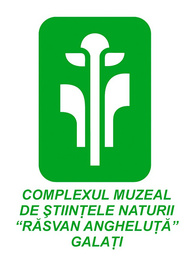 COMPLEXUL MUZEAL
DE ȘTIINȚELE NATURII
“RĂSVAN ANGHELUȚĂ”
GALAȚI